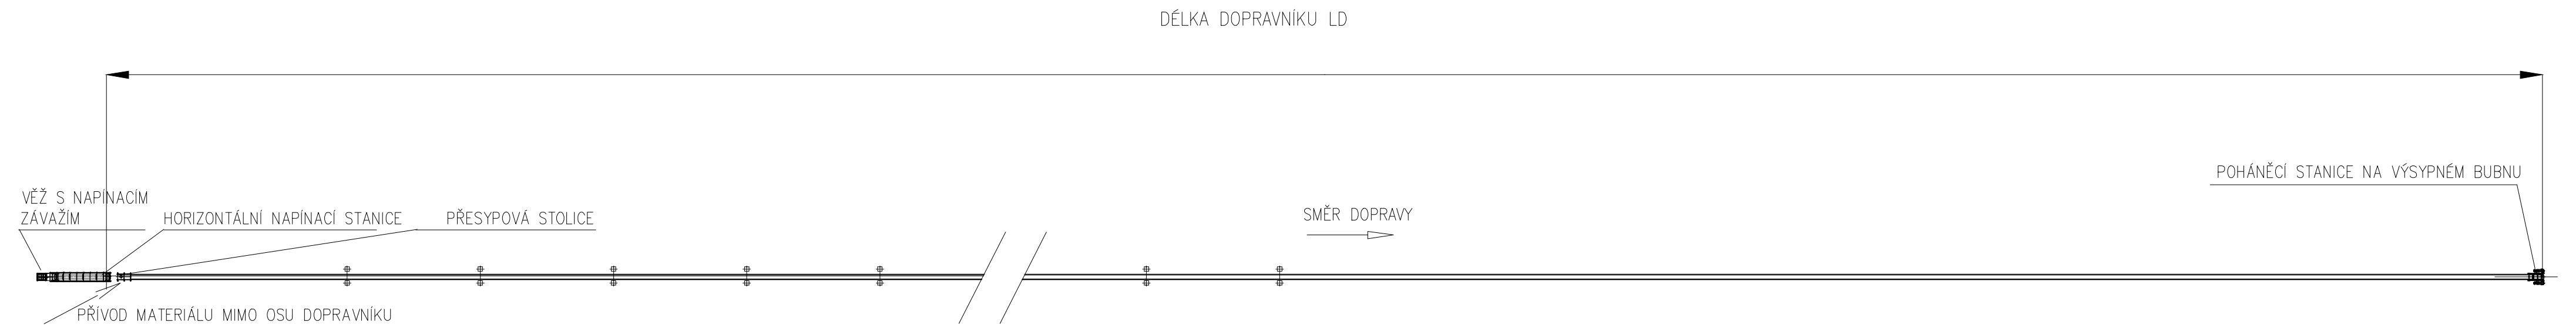 DÉLKA DOPRAVNÍKU LD
POHÁNĚCÍ STANICE NA VÝSYPNÉM BUBNU
VĚŽ S NAPÍNACÍM
ZÁVAŽÍM
HORIZONTÁLNÍ NAPÍNACÍ STANICE
PŘESYPOVÁ STOLICE
SMĚR DOPRAVY
PŘÍVOD MATERIÁLU MIMO OSU DOPRAVNÍKU